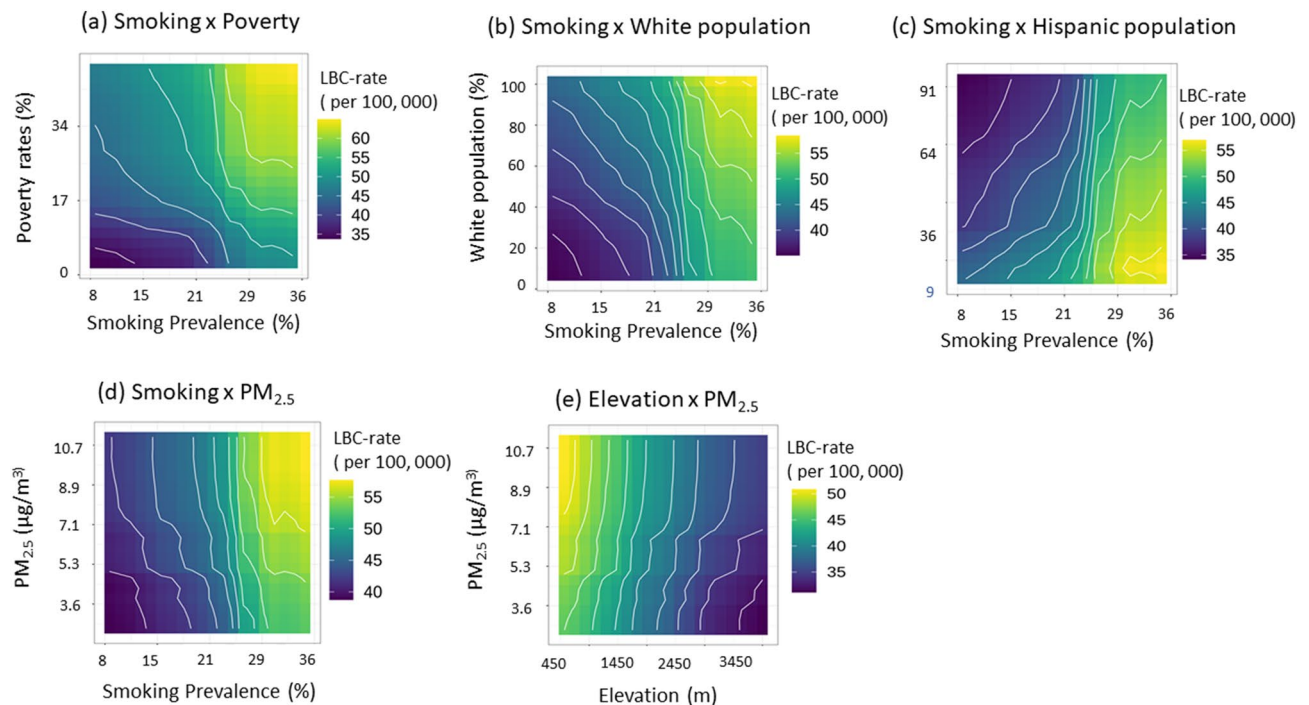 (a) Smoking x Poverty
LBC-rate
( per 100, 000)
60
55
50
45
40
35
Poverty rates (%)
34
17
0
8 15 21 29 36
Smoking Prevalence (%)
(b) Smoking x White population
LBC-rate
( per 100, 000)
55
50
45
40
White population (%)
100
80
60
40
20
0
8 15 21 29 36
Smoking Prevalence (%)
(c) Smoking x Hispanic population
LBC-rate
( per 100, 000)
55
50
45
40
35
91
64
36
9
8 15 21 29 36
Smoking Prevalence (%)
(d) Smoking x PM2.5
LBC-rate
( per 100, 000)
55
50
45
40
PM2.5 (µg/m³)
10.7
8.9
7.1
5.3
3.6
8 15 21 29 36
Smoking Prevalence (%)
(e) Elevation x PM2.5
LBC-rate
( per 100, 000)
50
45
40
35
PM2.5 (µg/m³)
10.7
8.9
7.1
5.3
3.6
450 1450 2450 3450
Elevation (m)